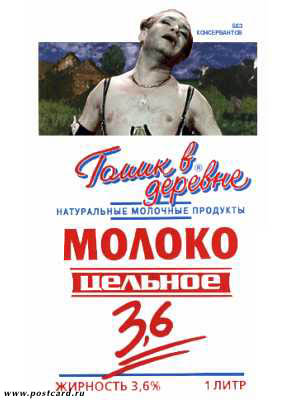 БЕЗ
КОНСЕРВАНТОВ
Гомик в
деревне®
НАТУРАЛЬНЫЕ МОЛОЧНЫЕ ПРОДУКТЫ
МОЛОКО
цельное
3,6
ЖИРНОСТЬ 3,6% 1 ЛИТР
www.postcard.ru